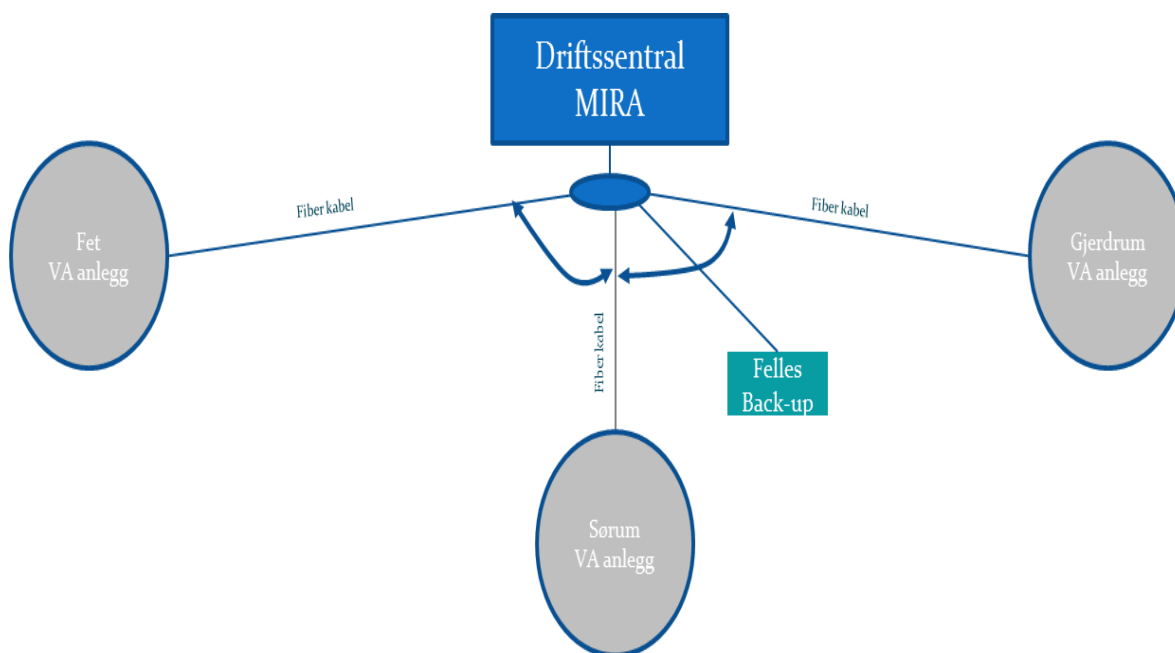 Driftssentral
MIRA
Fiber kabel
Fiber kabel
Fet
VA anlegg
Gjerdrum
VA anlegg
Fiber kabel
Felles
Back-up
Sørum
VA anlegg